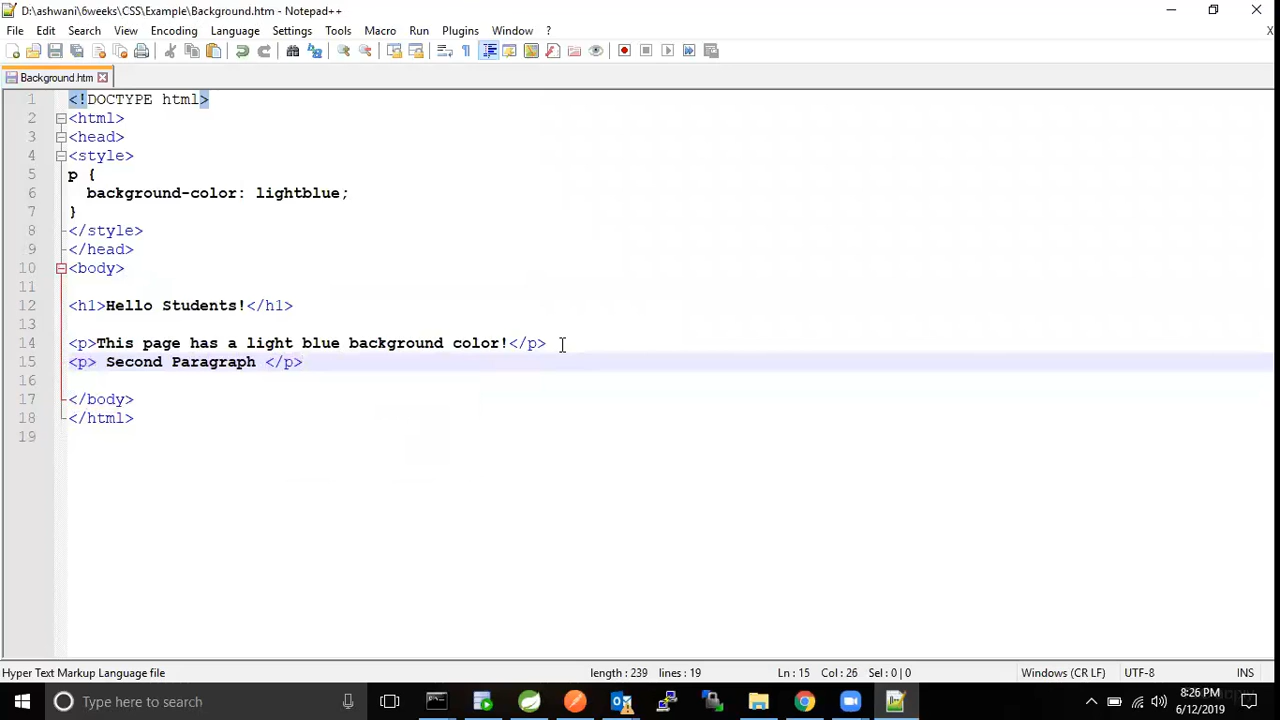 D:\ashwani\6weeks\CSS\Example\Background.htm - Notepad++
File Edit Search View Encoding Language Settings Tools Macro Run Plugins Window ? X
Background.htm
1 <!DOCTYPE html>
2 <html>
3 <head>
4 <style>
5 p {
6 background-color: lightblue;
7 }
8 </style>
9 </head>
10 <body>
11
12 <h1>Hello Students!</h1>
13
14 <p>This page has a light blue background color!</p>
15 <p> Second Paragraph </p>
16
17 </body>
18 </html>
19
Hyper Text Markup Language file length : 239 lines : 19 Ln : 15 Col : 26 Sel : 0 | 0 Windows (CR LF) UTF-8 INS
Type here to search
8:26 PM
6/12/2019